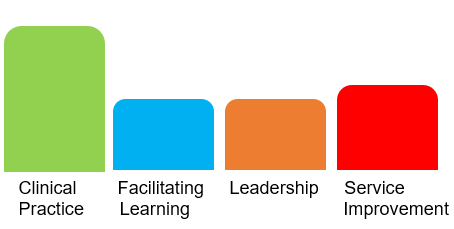 Clinical
Practice
Facilitating
Learning
Leadership
Service
Improvement